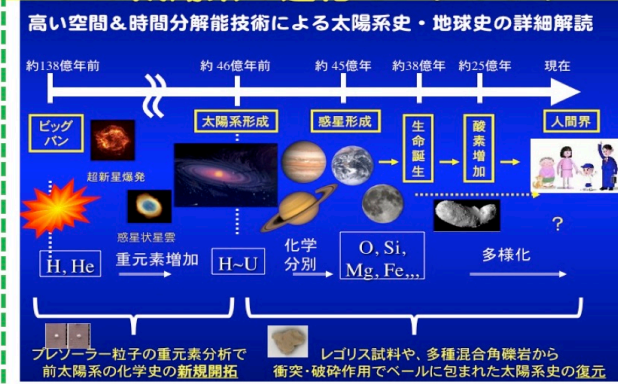 高い空間&時間分解能技術による太陽系史・地球史の詳細解読
約138億年前
約 46億年前
約 45億年
約38億年
約25億年
現在
ビッグ
バン
太陽系形成
惑星形成
生命誕生
酸素増加
人間界
超新星爆発
惑星状星雲
?
H, He
重元素増加
H~U
化学
分別
O, Si,
Mg, Fe,,,
多様化
プレソーラー粒子の重元素分析で
前太陽系の化学史の新規開拓
レゴリス試料や、多種混合角礫岩から
衝突・破砕作用でベールに包まれた太陽系史の復元